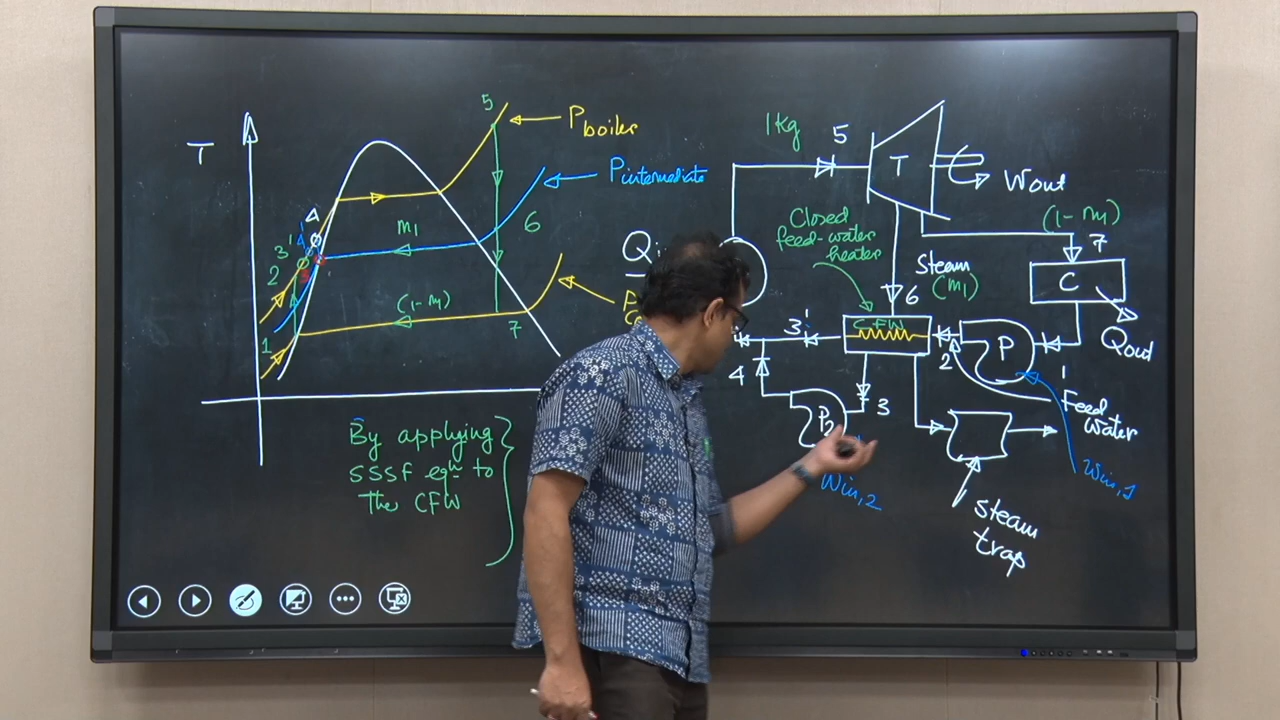 T
5
P boiler
P intermediate
6
m1
(1-m1)
7
4
3'
2
1
By applying
SSSF eqn to
The CFW
1kg
5
T
Wout
Closed
feed-water
heater
Steam
(m1)
6
(1-m1)
7
C
Qout
3'
CFW
2
P
1
Feed
water
4
P2
3
Win,2
Win,1
steam
trap